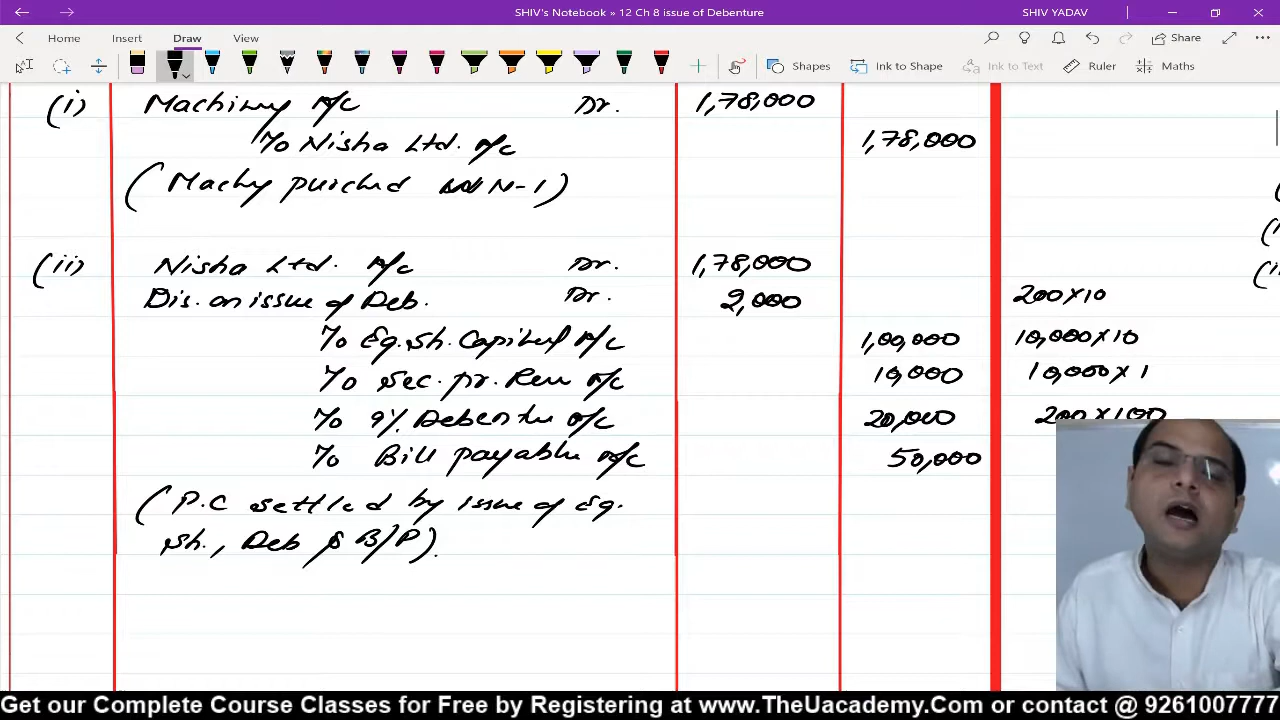 SHIV's Notebook » 12 Ch 8 issue of Debenture
SHIV YADAV
Home Insert Draw View
Share
Shapes Ink to Shape Ink to Text Ruler Maths
(i) Machinery A/c Dr. 1,78,000
To Nisha Ltd. A/c 1,78,000
(Machy purched N-1)
(ii) Nisha Ltd. A/c Dr. 1,78,000
Dis. on issue of Deb. Dr. 2,000 200×10
To Eq. Sh. Capital A/c 1,00,000 10,000×10
To Sec. pr. Res A/c 10,000 10,000×1
To 9% Debentu A/c 20,000 200×100
To Bill payable A/c 50,000
(P.C settled by issue of Eq.
Sh., Deb & B/P).
Get our Complete Course Classes for Free by Registering at www.TheUacademy.Com or contact @ 9261007777